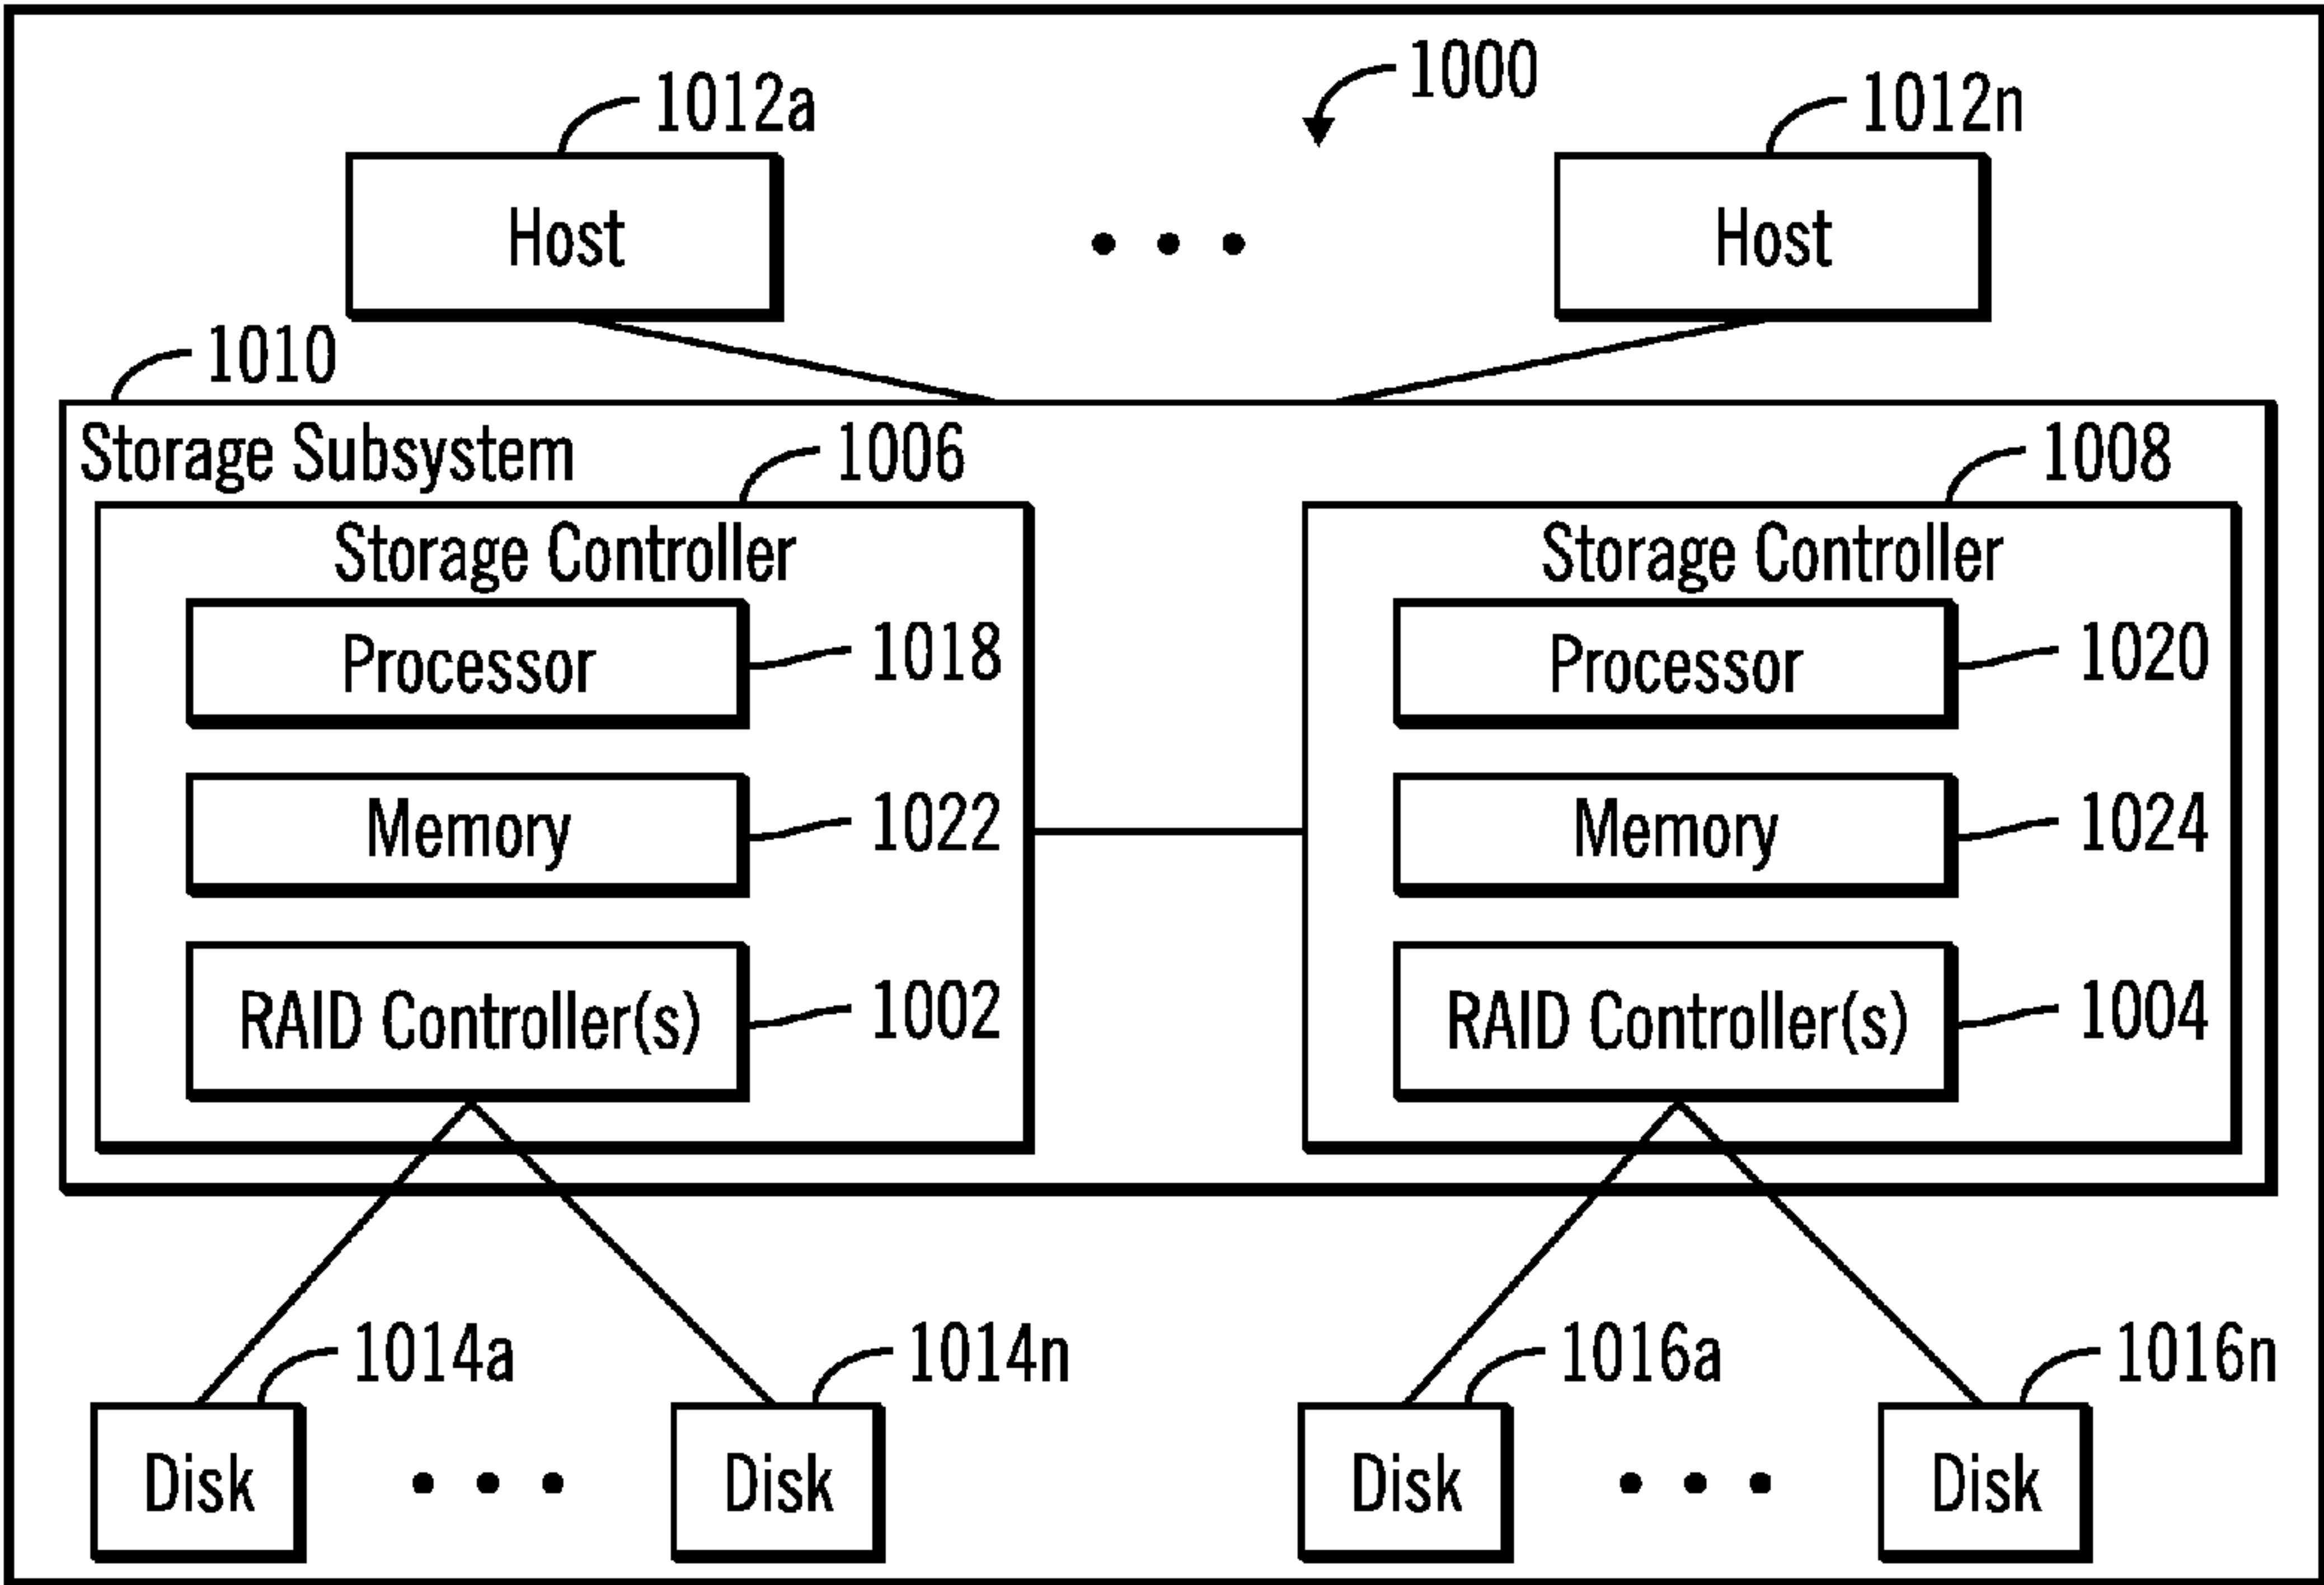 1000
1012a
1012n
Host
Host
1010
Storage Subsystem
1006
1008
Storage Controller
Storage Controller
Processor
1018
Processor
1020
Memory
1022
Memory
1024
RAID Controller(s)
1002
RAID Controller(s)
1004
1014a
1014n
1016a
1016n
Disk
Disk
Disk
Disk